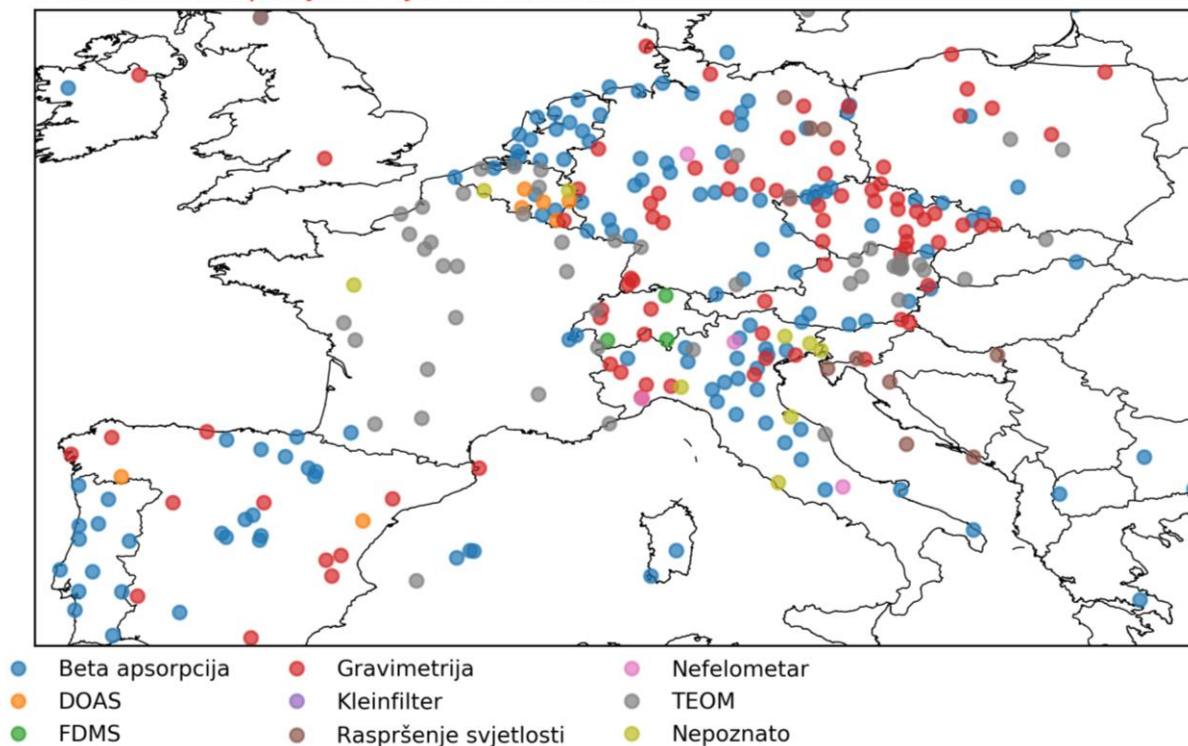 Beta apsorpcija
DOAS
FDMS
Gravimetrija
Kleinfilter
Raspršenje svjetlosti
Nefelometar
TEOM
Nepoznato